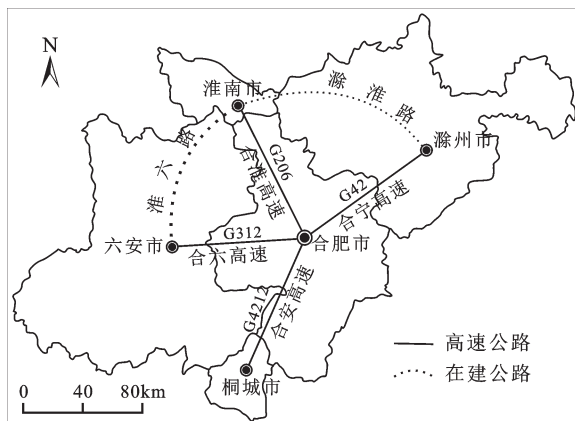 N
淮南市
滁淮路
滁州市
淮六路
G206
合淮高速
G42
合宁高速
G312
合六高速
六安市
合肥市
G4212
合安高速
桐城市
高速公路
在建公路
0 40 80km